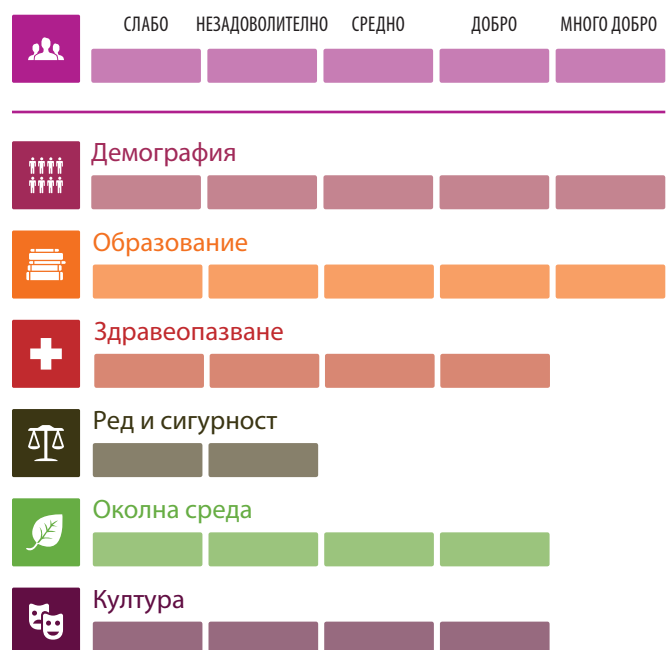 СЛАБО НЕЗАДОВОЛИТЕЛНО СРЕДНО ДОБРО МНОГО ДОБРО
Демография
Образование
Здравеопазване
Ред и сигурност
Околна среда
Култура